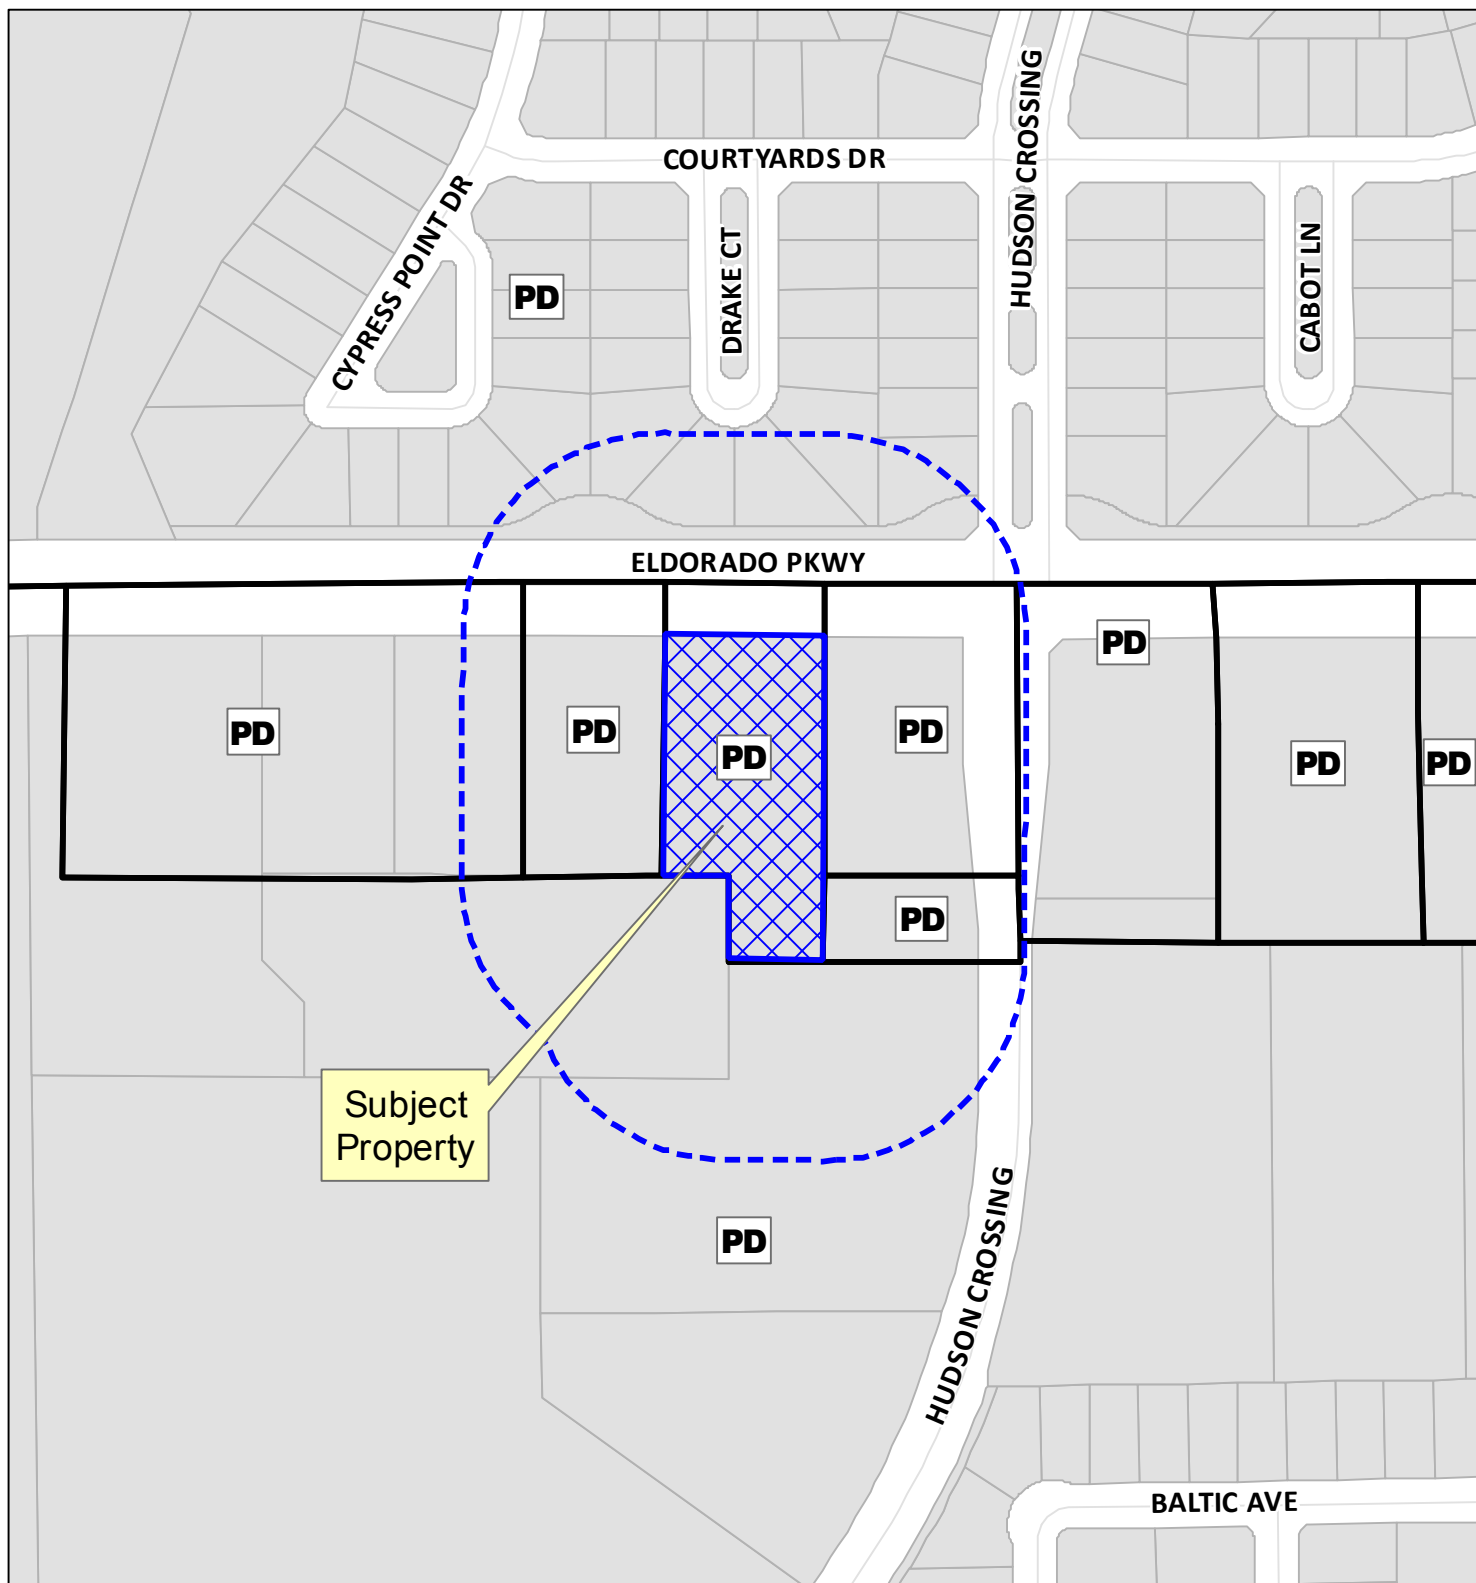 HUDSON CROSSING
COURTYARDS DR
CYPRESS POINT DR
DRAKE CT
CABOT LN
PD
ELDORADO PKWY
PD
PD
PD
PD
PD
PD
PD
PD
Subject
Property
PD
HUDSON CROSSING
BALTIC AVE